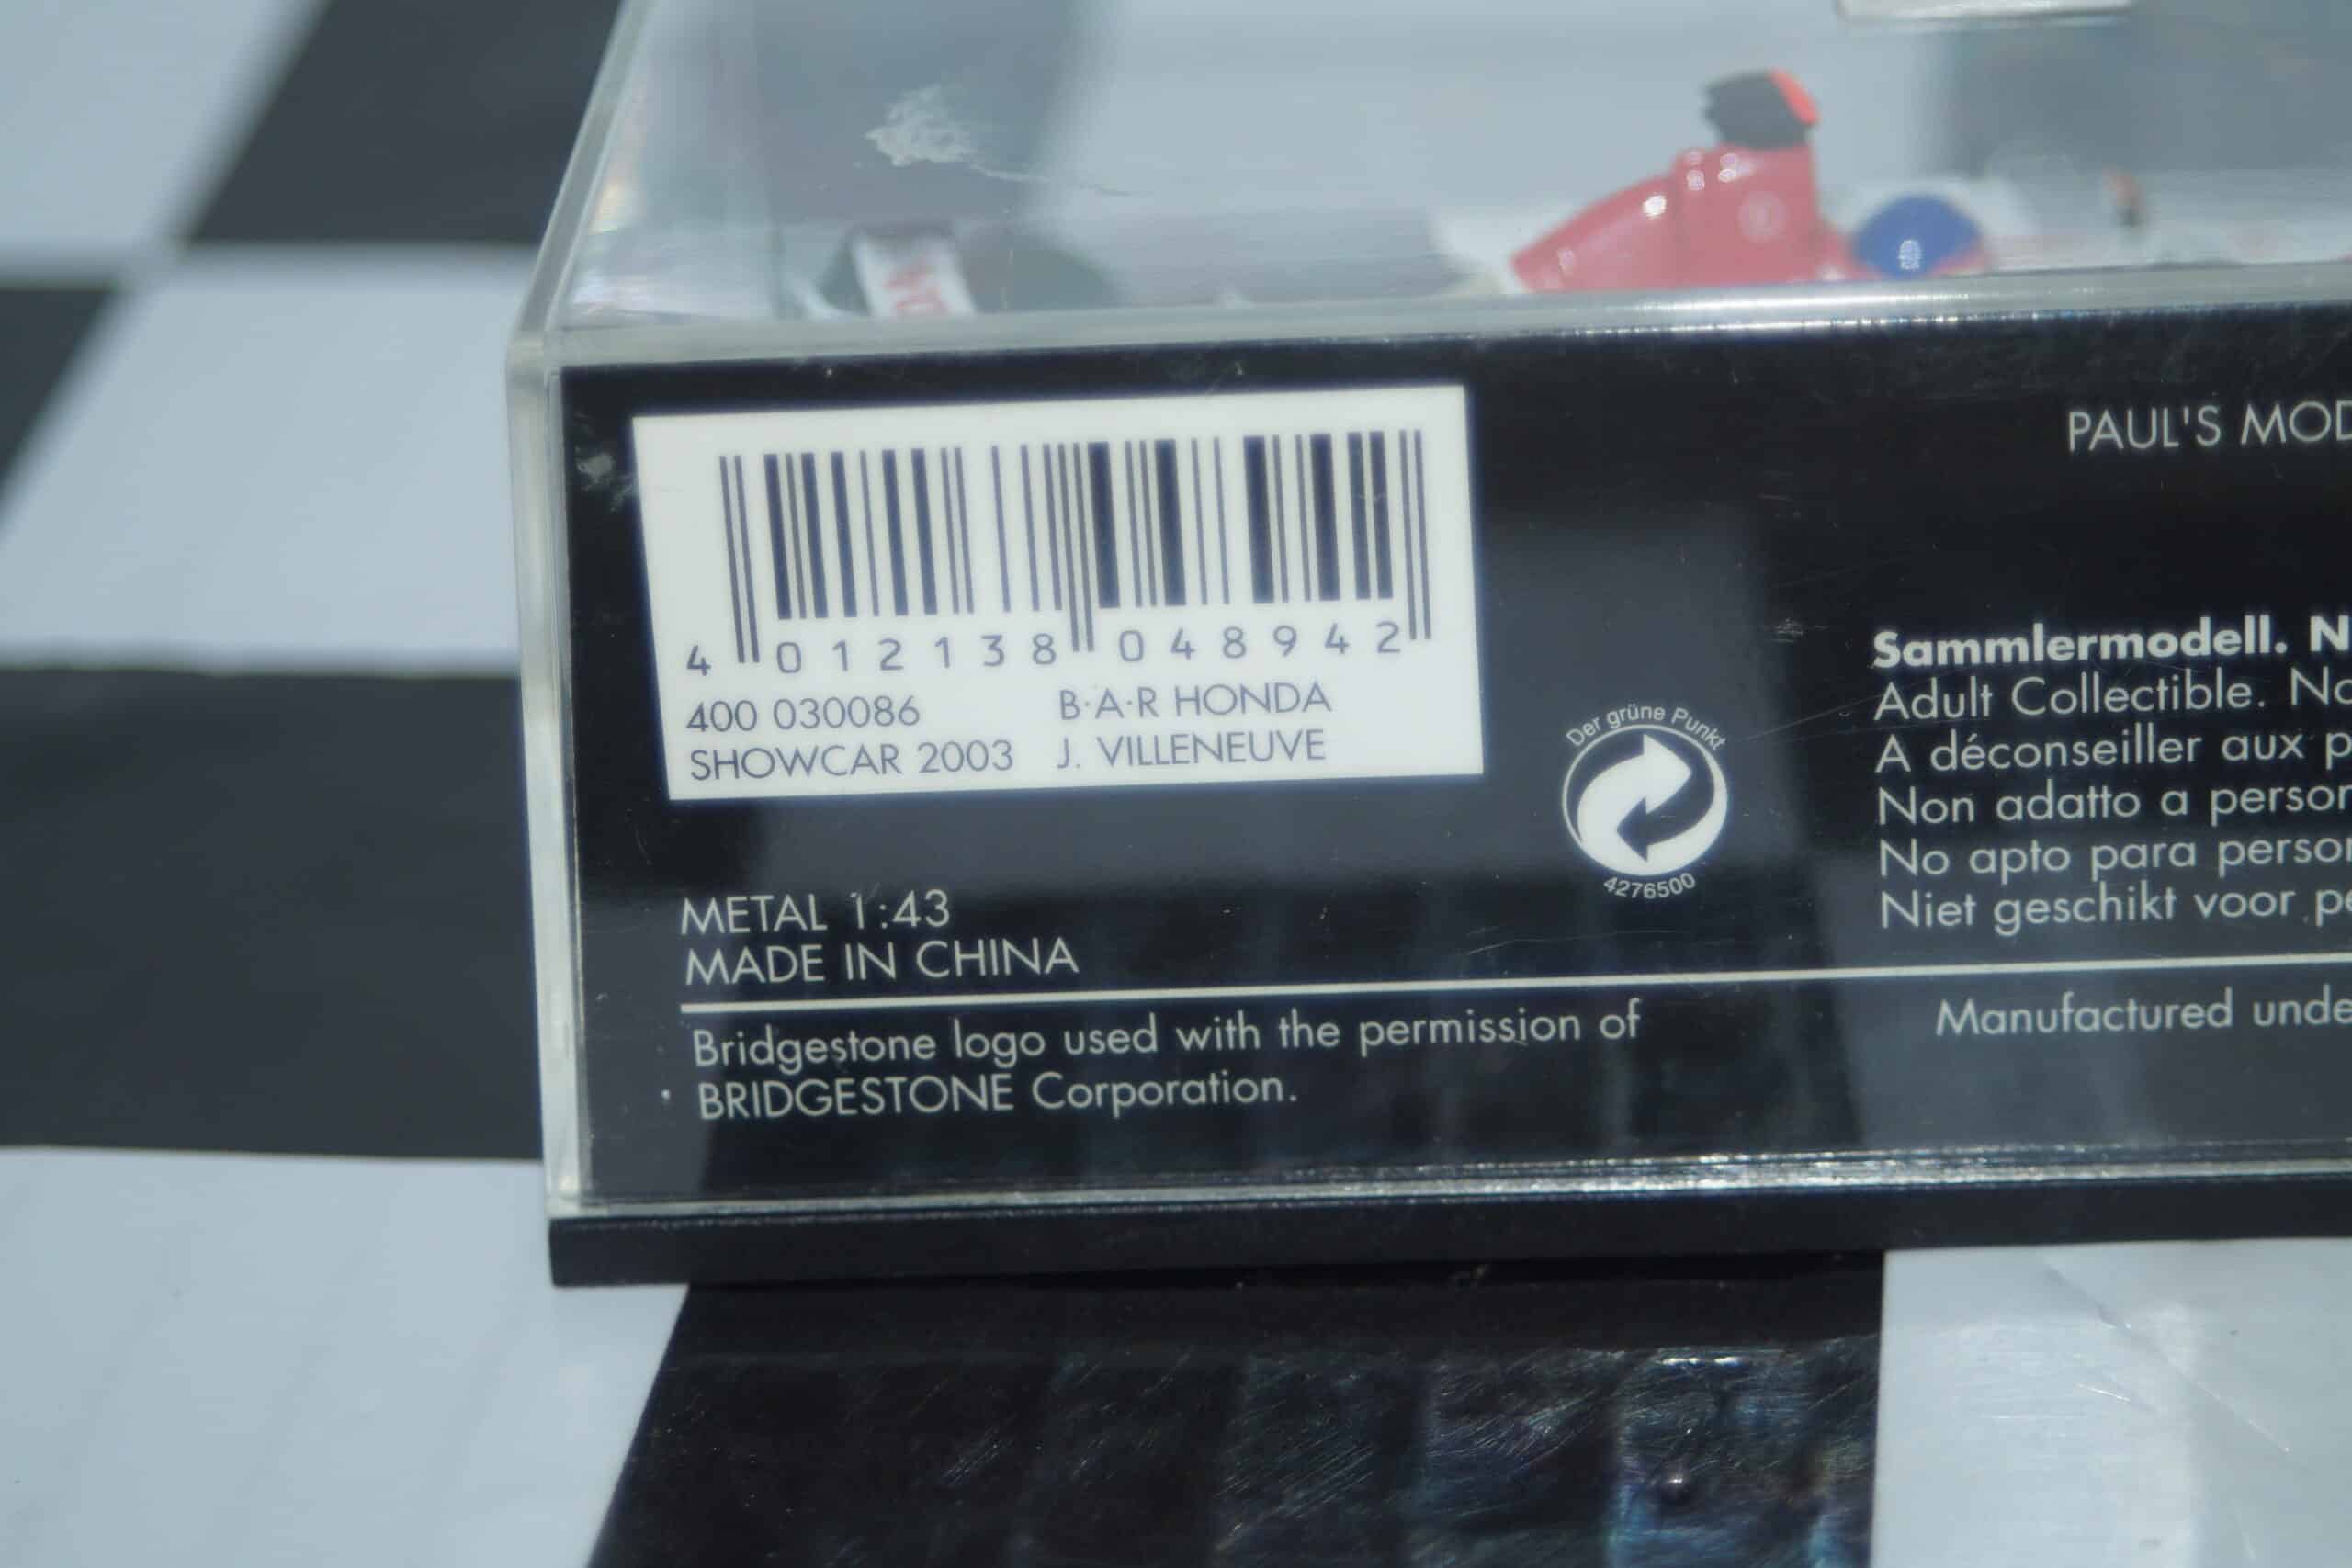 4 012138 048942
400 030086 B·A·R HONDA
SHOWCAR 2003 J. VILLENEUVE
METAL 1:43
MADE IN CHINA
Bridgestone logo used with the permission of
BRIDGESTONE Corporation.
Der grüne Punkt
4276500
PAUL'S
Sammlermodell.
Adult Collectible.
A déconseiller aux
Non adatto a
No apto para
Niet geschikt voor
Manufactured